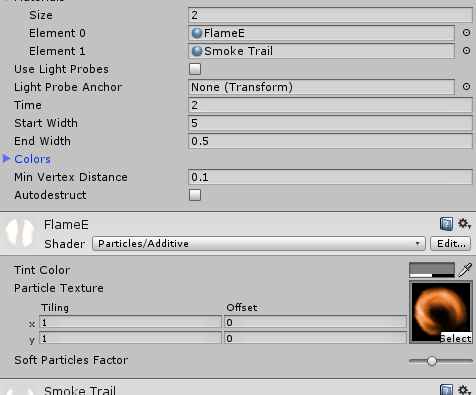 Materials
Size 2
Element 0 FlameE
Element 1 Smoke Trail
Use Light Probes
Light Probe Anchor None (Transform)
Time 2
Start Width 5
End Width 0.5
Colors
Min Vertex Distance 0.1
Autodestruct
FlameE
Shader Particles/Additive Edit...
Tint Color
Particle Texture
Tiling Offset
x 1 0
y 1 0
Select
Soft Particles Factor
Smoke Trail